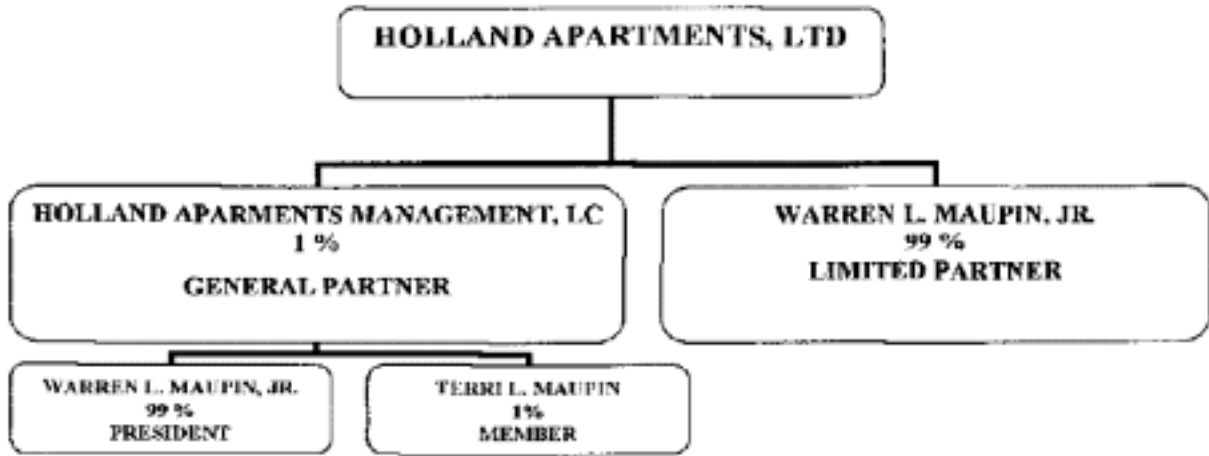 HOLLAND APARTMENTS, LTD
HOLLAND APARMENTS MANAGEMENT, LC
1 %
GENERAL PARTNER
WARREN L. MAUPIN, JR.
99 %
LIMITED PARTNER
WARREN L. MAUPIN, JR.
99 %
PRESIDENT
TERRI L. MAUPIN
1%
MEMBER